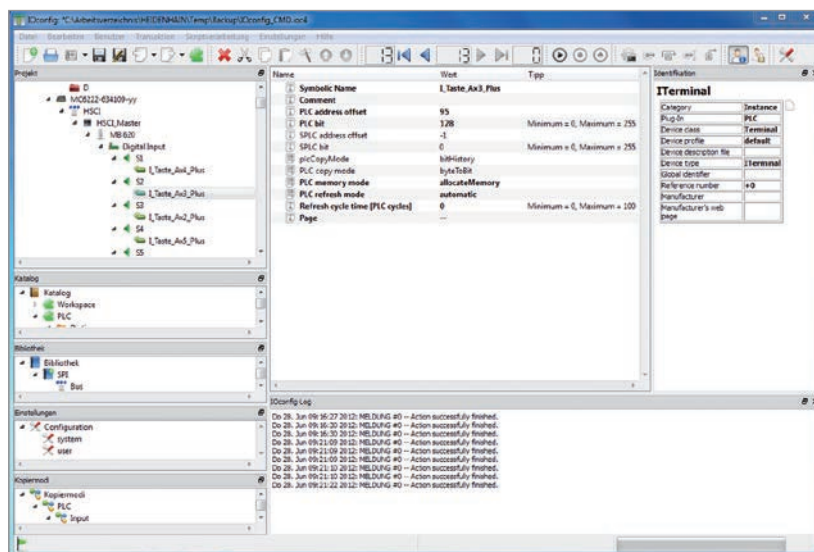 IOconfig: *C:\Arbeitsverzeichnis\HEIDENHAIN\Temp\Backup\IOconfig_CMD.ioc4
Datei Bearbeiten Benutzer Transaktion Scriptverarbeitung Einstellungen Hilfe
13 13 0
Projekt
D
MC6222-634109-yy
HSCI
HSCI_Master
MB 620
Digital Input
S1
I_Taste_Ax4_Plus
S2
I_Taste_Ax3_Plus
S3
I_Taste_Ax2_Plus
S4
I_Taste_Ax5_Plus
S5
Katalog
Katalog
Workspace
PLC
Bibliothek
Bibliothek
SPI
Bus
Einstellungen
Configuration
system
user
Kopiermodi
Kopiermodi
PLC
Input
Name Wert Tipp
Symbolic Name I_Taste_Ax3_Plus
Comment
PLC address offset 95
PLC bit 128 Minimum = 0, Maximum = 255
SPLC address offset -1
SPLC bit 0 Minimum = 0, Maximum = 255
plcCopyMode bitHistory
PLC copy mode byteToBit
PLC memory mode allocateMemory
PLC refresh mode automatic
Refresh cycle time [PLC cycles] 0 Minimum = 0, Maximum = 100
Page ---
IOconfig Log
Do 28. Jun 09:16:27 2012: MELDUNG #0 -- Action successfully finished.
Do 28. Jun 09:16:30 2012: MELDUNG #0 -- Action successfully finished.
Do 28. Jun 09:16:30 2012: MELDUNG #0 -- Action successfully finished.
Do 28. Jun 09:21:09 2012: MELDUNG #0 -- Action successfully finished.
Do 28. Jun 09:21:09 2012: MELDUNG #0 -- Action successfully finished.
Do 28. Jun 09:21:09 2012: MELDUNG #0 -- Action successfully finished.
Do 28. Jun 09:21:10 2012: MELDUNG #0 -- Action successfully finished.
Do 28. Jun 09:21:10 2012: MELDUNG #0 -- Action successfully finished.
Do 28. Jun 09:21:22 2012: MELDUNG #0 -- Action successfully finished.
Identifikation
ITerminal
Category Instance
Plug-In PLC
Device class Terminal
Device profile default
Device description file
Device type ITerminal
Global identifier
Reference number +0
Manufacturer
Manufacturer's web page